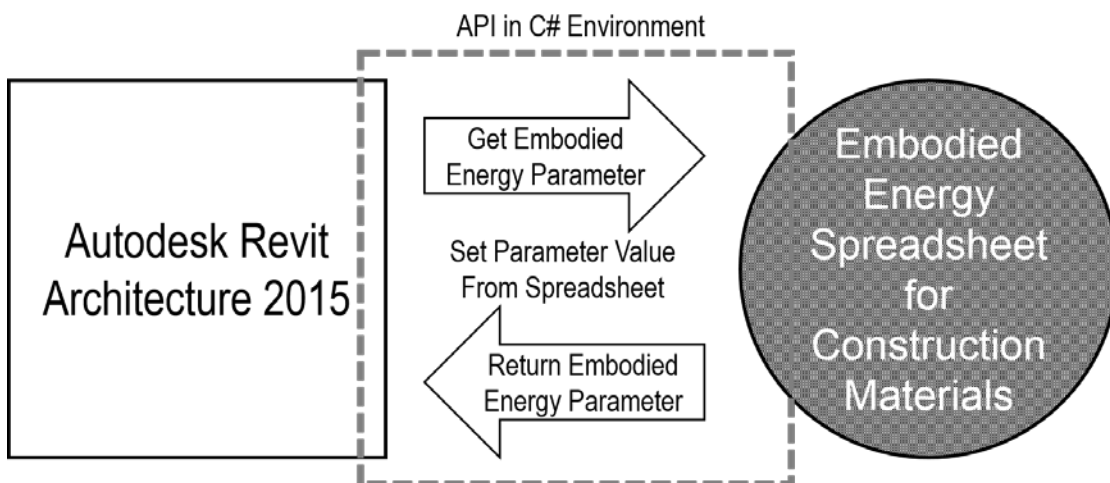 API in C# Environment
Autodesk Revit
Architecture 2015
Get Embodied
Energy Parameter
Set Parameter Value
From Spreadsheet
Return Embodied
Energy Parameter
Embodied
Energy
Spreadsheet
for
Construction
Materials